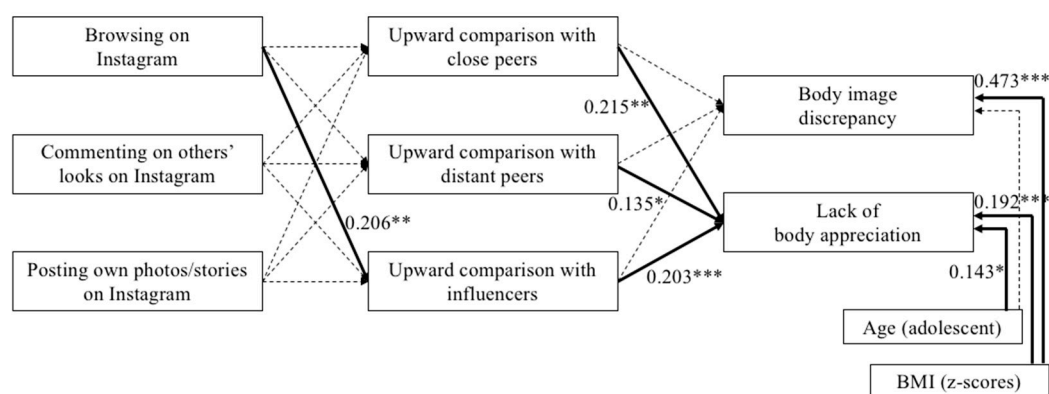 Browsing on
Instagram
Upward comparison with
close peers
0.473***
Body image
discrepancy
0.215**
Commenting on others’
looks on Instagram
Upward comparison with
distant peers
0.135*
0.192***
Lack of
body appreciation
0.206**
Posting own photos/stories
on Instagram
Upward comparison with
influencers
0.203***
0.143*
Age (adolescent)
BMI (z-scores)